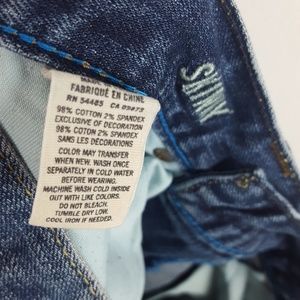 FABRIQUÉ EN CHINE
RN 54485 CA 09873
98% COTTON 2% SPANDEX
EXCLUSIVE OF DECORATION
98% COTON 2% SPANDEX
SANS LES DÉCORATIONS
COLOR MAY TRANSFER
WHEN NEW. WASH ONCE
SEPARATELY IN COLD WATER
BEFORE WEARING.
MACHINE WASH COLD INSIDE
OUT WITH LIKE COLORS.
DO NOT BLEACH.
TUMBLE DRY LOW.
COOL IRON IF NEEDED.
SKINNY